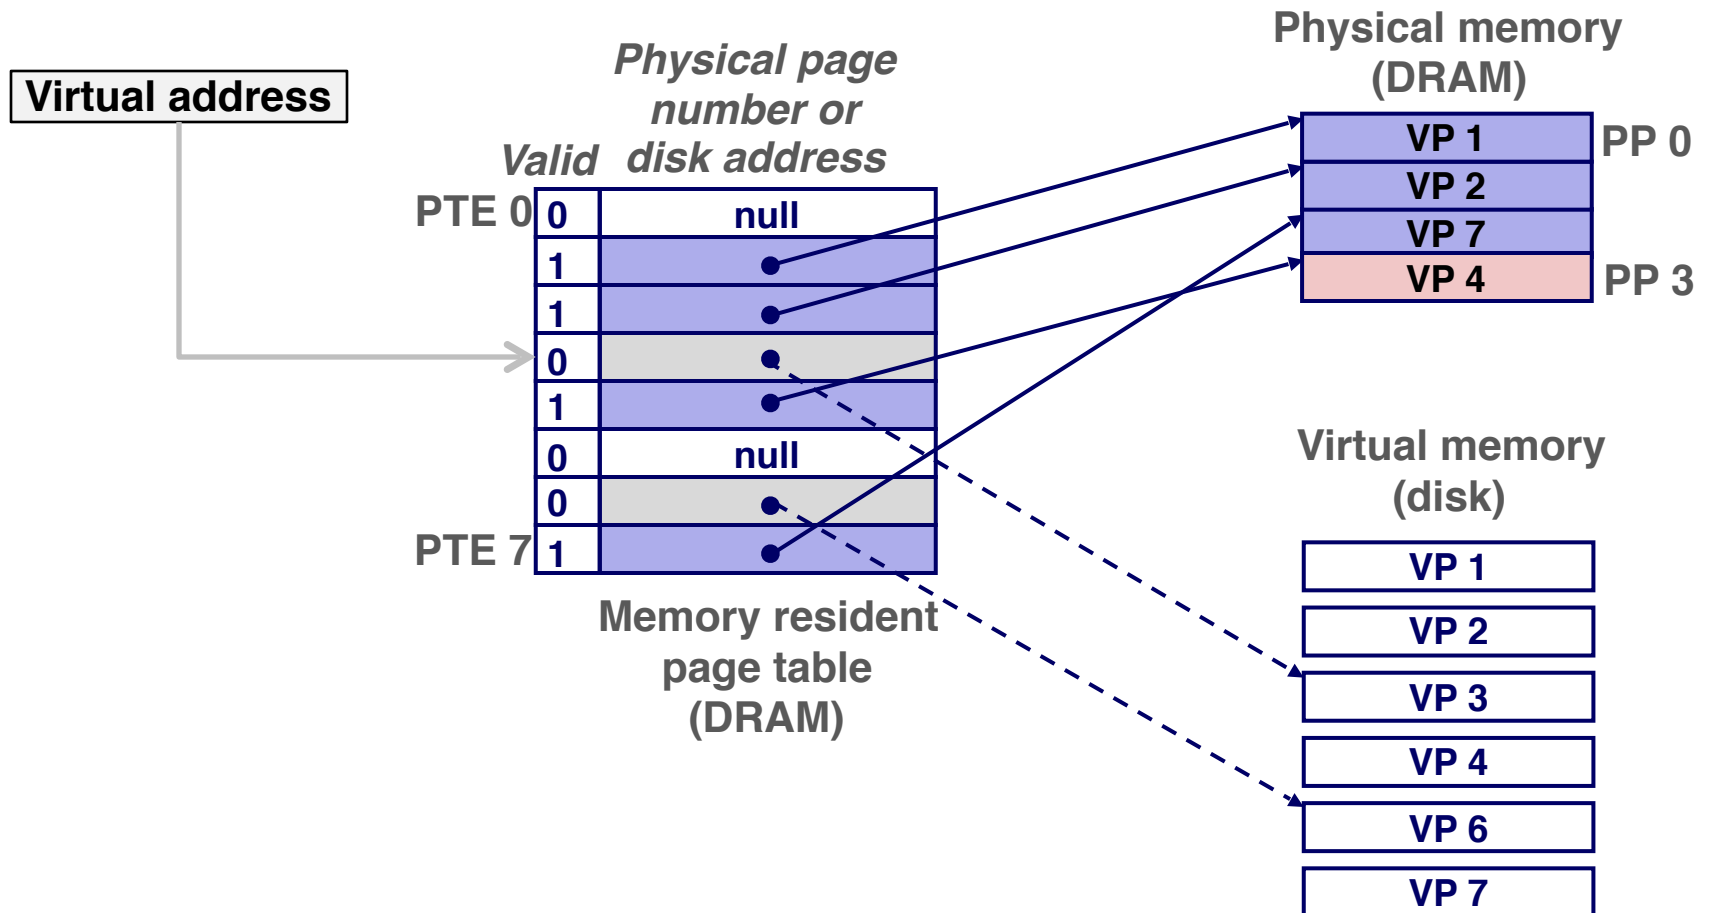 Virtual address
Physical page
number or
disk address
Valid
PTE 0
0
null
1
1
0
1
0
null
0
PTE 7
1
Memory resident
page table
(DRAM)
Physical memory
(DRAM)
VP 1
PP 0
VP 2
VP 7
VP 4
PP 3
Virtual memory
(disk)
VP 1
VP 2
VP 3
VP 4
VP 6
VP 7